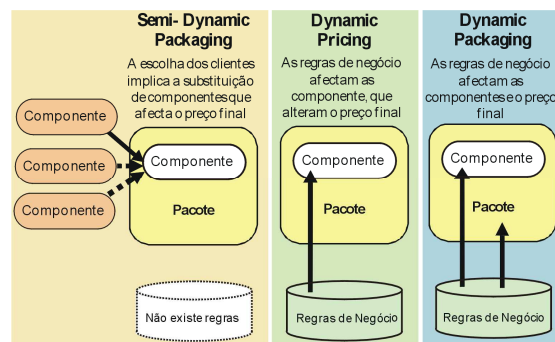 Semi- Dynamic
Packaging
A escolha dos clientes
implica a substituição
de componentes que
afecta o preço final
Componente
Componente
Componente
Componente
Pacote
Não existe regras
Dynamic
Pricing
As regras de negócio
afectam as
componente, que
alteram o preço final
Componente
Pacote
Regras de Negócio
Dynamic
Packaging
As regras de negócio
afectam as
componentes e o preço
final
Componente
Pacote
Regras de Negócio